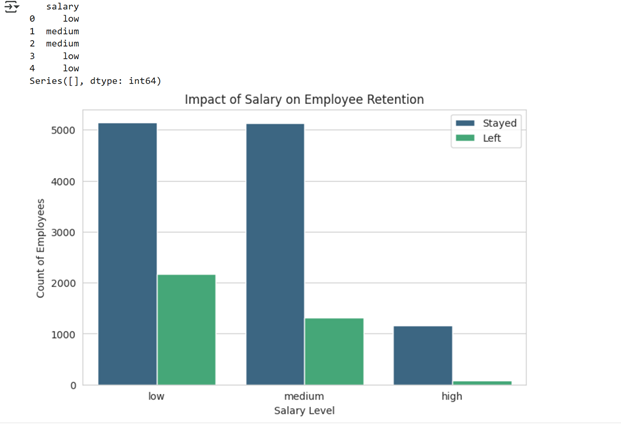 salary
0 low
1 medium
2 medium
3 low
4 low
Series([], dtype: int64)
Impact of Salary on Employee Retention
Stayed
Left
5000
4000
3000
2000
1000
0
Count of Employees
low medium high
Salary Level